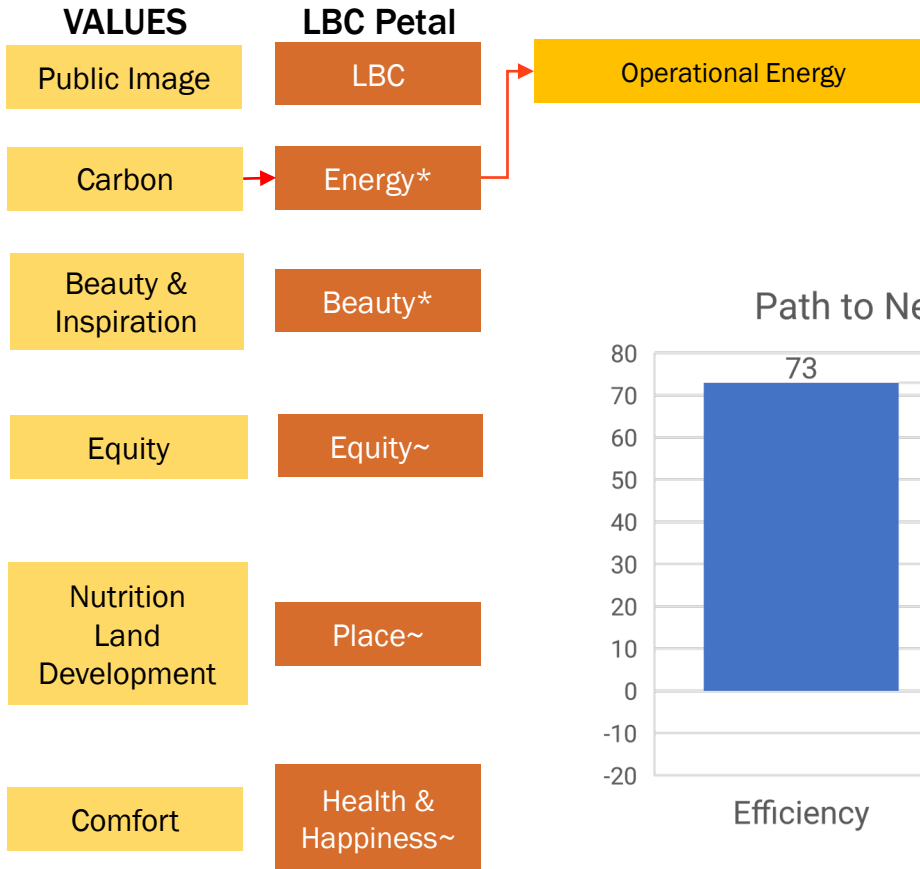 VALUES
LBC Petal
Public Image
LBC
Operational Energy
Carbon
Energy*
Beauty &
Inspiration
Beauty*
Equity
Equity~
Nutrition
Land
Development
Place~
Comfort
Health &
Happiness~
Path to Ne
80
73
70
60
50
40
30
20
10
0
-10
-20
Efficiency